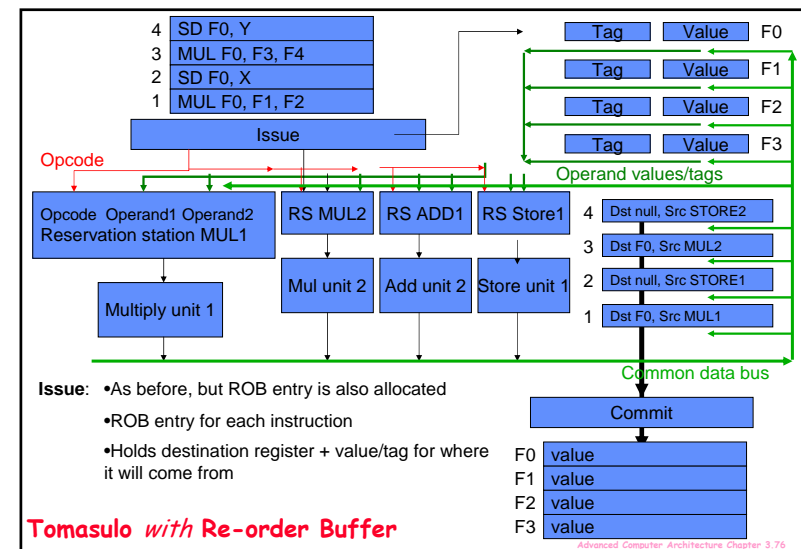 4 SD F0, Y
3 MUL F0, F3, F4
2 SD F0, X
1 MUL F0, F1, F2
Issue
Tag Value F0
Tag Value F1
Tag Value F2
Tag Value F3
Opcode
Operand values/tags
Opcode Operand1 Operand2
Reservation station MUL1
RS MUL2
RS ADD1
RS Store1
Multiply unit 1
Mul unit 2
Add unit 2
Store unit 1
4 Dst null, Src STORE2
3 Dst F0, Src MUL2
2 Dst null, Src STORE1
1 Dst F0, Src MUL1
Common data bus
Commit
F0 value
F1 value
F2 value
F3 value
Issue: •As before, but ROB entry is also allocated
•ROB entry for each instruction
•Holds destination register + value/tag for where
it will come from
Tomasulo with Re-order Buffer
Advanced Computer Architecture Chapter 3.76